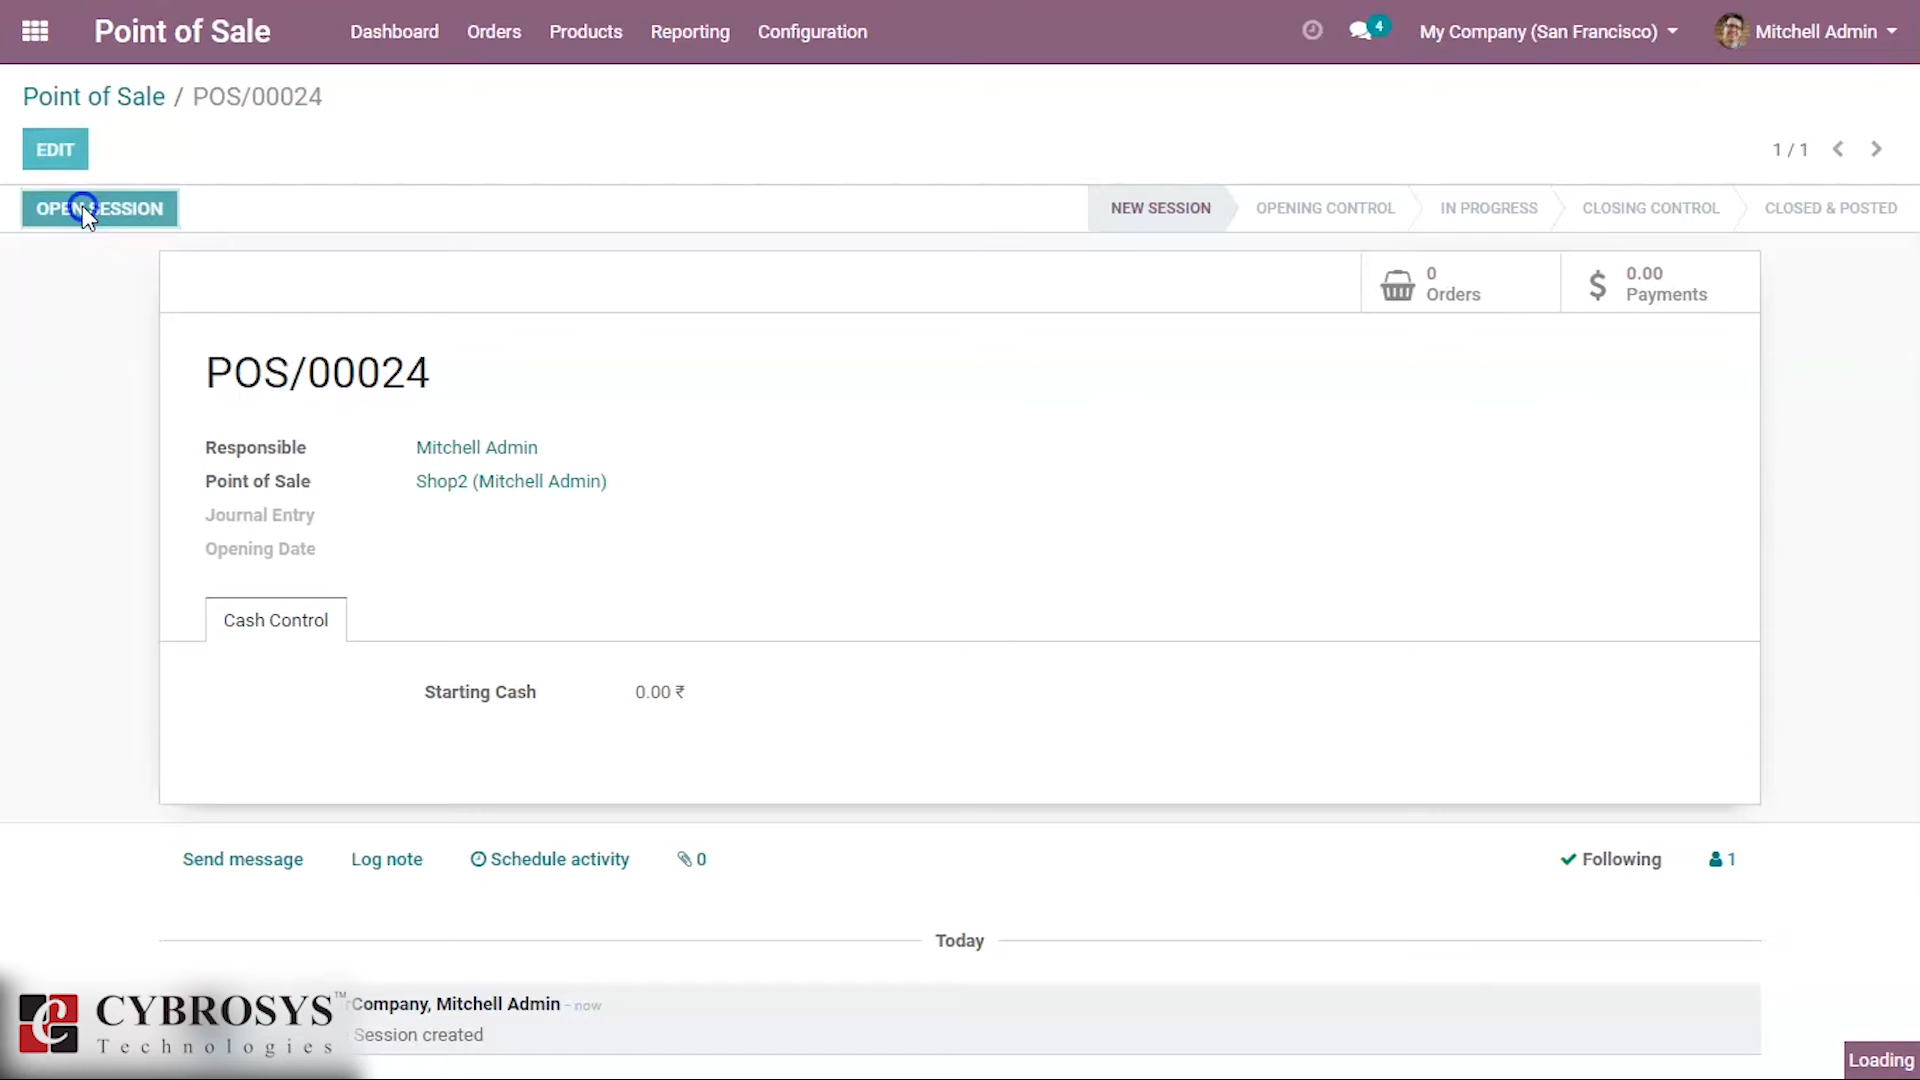 Point of Sale Dashboard Orders Products Reporting Configuration 4 My Company (San Francisco) Mitchell Admin
Point of Sale / POS/00024
EDIT 1 / 1
OPEN SESSION NEW SESSION OPENING CONTROL IN PROGRESS CLOSING CONTROL CLOSED & POSTED
0 Orders
$ 0.00 Payments
POS/00024
Responsible Mitchell Admin
Point of Sale Shop2 (Mitchell Admin)
Journal Entry
Opening Date
Cash Control
Starting Cash 0.00 ₹
Send message Log note Schedule activity 0 Following 1
Today
Company, Mitchell Admin - now
Session created
CYBROSYS™
Technologies
Loading